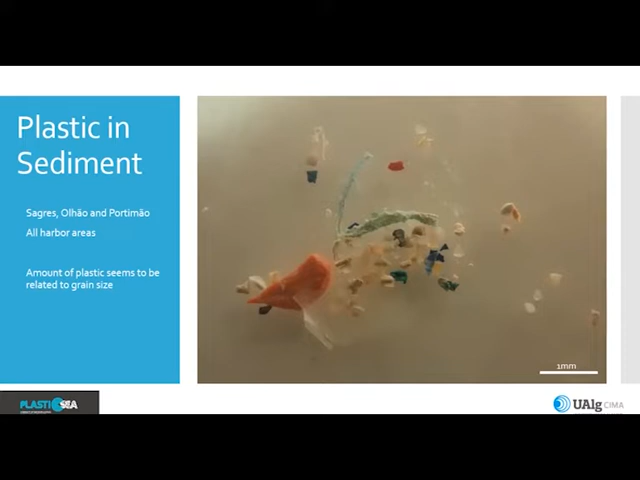 Plastic in
Sediment
Sagres, Olhão and Portimão
All harbor areas
Amount of plastic seems to be
related to grain size
1mm
PLASTICSEA
UAlg CIMA